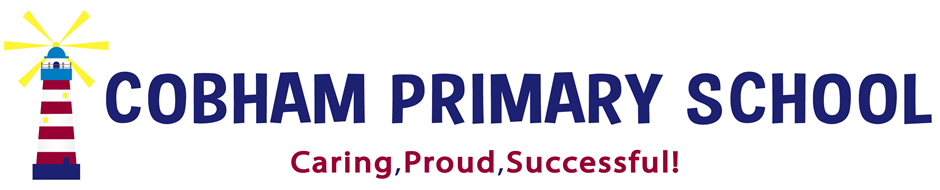 COBHAM PRIMARY SCHOOL
Caring,Proud,Successful!